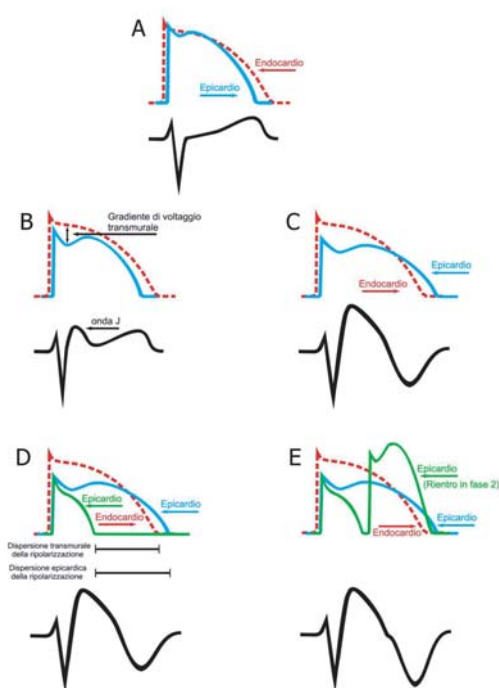 A
Endocardio
Epicardio
B
Gradiente di voltaggio
transmurale
onda J
C
Epicardio
Endocardio
D
Epicardio
Epicardio
Endocardio
Dispersione transmurale
della ripolarizzazione
Dispersione epicardica
della ripolarizzazione
E
Epicardio
(Rientro in fase 2)
Epicardio
Endocardio